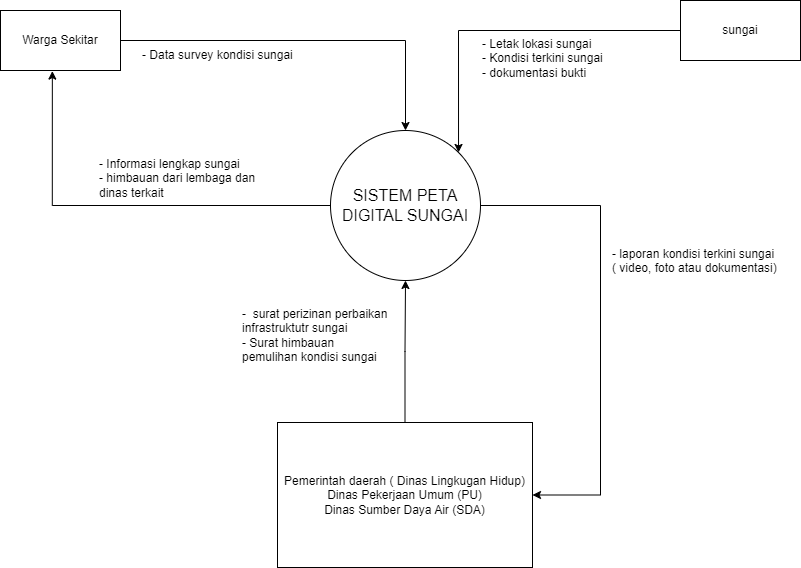 Warga Sekitar
- Data survey kondisi sungai
sungai
- Letak lokasi sungai
- Kondisi terkini sungai
- dokumentasi bukti
- Informasi lengkap sungai
- himbauan dari lembaga dan
dinas terkait
SISTEM PETA
DIGITAL SUNGAI
- laporan kondisi terkini sungai
( video, foto atau dokumentasi)
- surat perizinan perbaikan
infrastruktutr sungai
- Surat himbauan
pemulihan kondisi sungai
Pemerintah daerah ( Dinas Lingkugan Hidup)
Dinas Pekerjaan Umum (PU)
Dinas Sumber Daya Air (SDA)